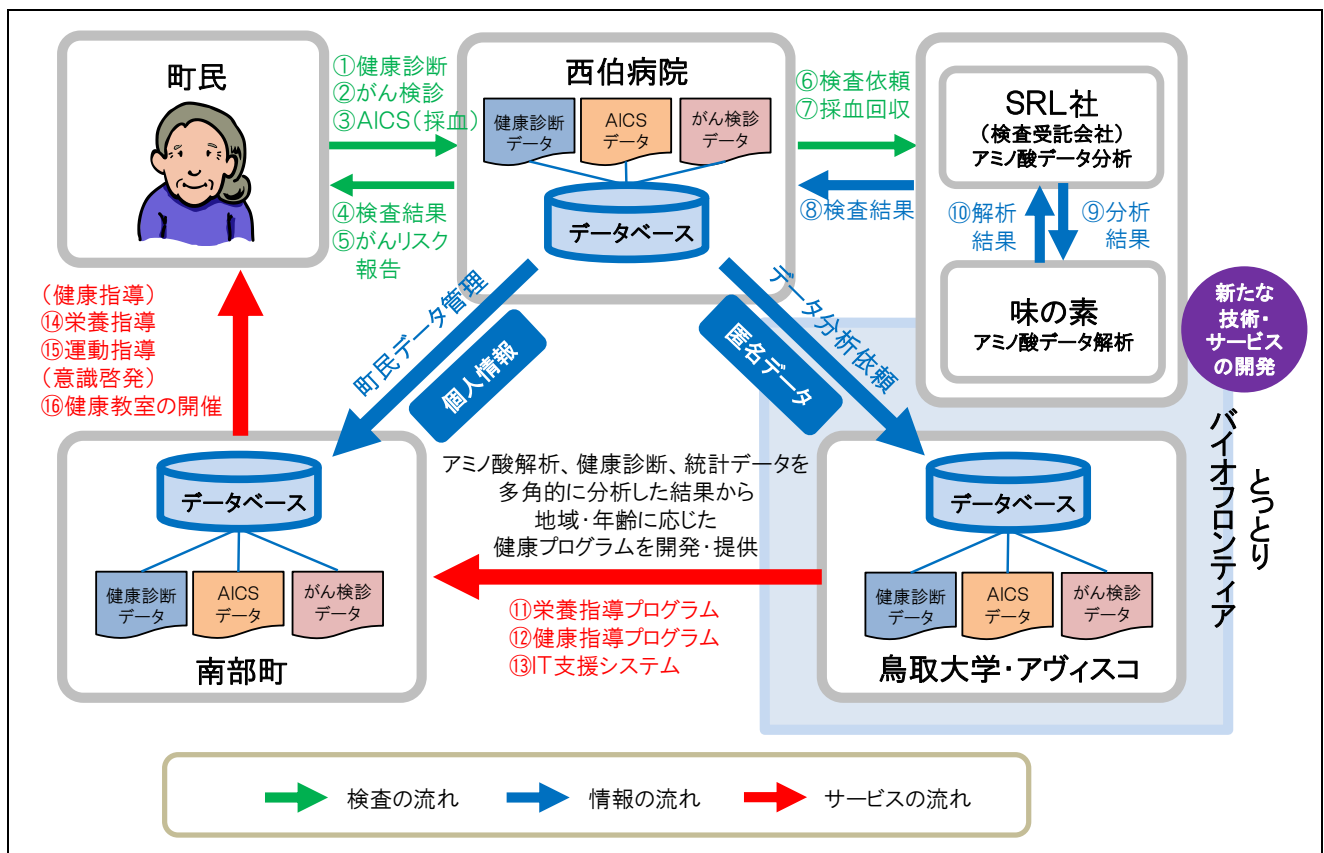 町民
①健康診断
②がん検診
③AICS(採血)
④検査結果
⑤がんリスク
報告
西伯病院
健康診断
データ
AICS
データ
がん検診
データ
データベース
⑥検査依頼
⑦採血回収
⑧検査結果
SRL社
(検査受託会社)
アミノ酸データ分析
⑩解析
結果
⑨分析
結果
味の素
アミノ酸データ解析
新たな
技術・
サービス
の開発
とっとり
バイオフロンティア
(健康指導)
⑭栄養指導
⑮運動指導
(意識啓発)
⑯健康教室の開催
町民データ管理
個人情報
データ分析依頼
匿名データ
データベース
健康診断
データ
AICS
データ
がん検診
データ
南部町
アミノ酸解析、健康診断、統計データを
多角的に分析した結果から
地域・年齢に応じた
健康プログラムを開発・提供
⑪栄養指導プログラム
⑫健康指導プログラム
⑬IT支援システム
データベース
健康診断
データ
AICS
データ
がん検診
データ
鳥取大学・アヴィスコ
検査の流れ
情報の流れ
サービスの流れ